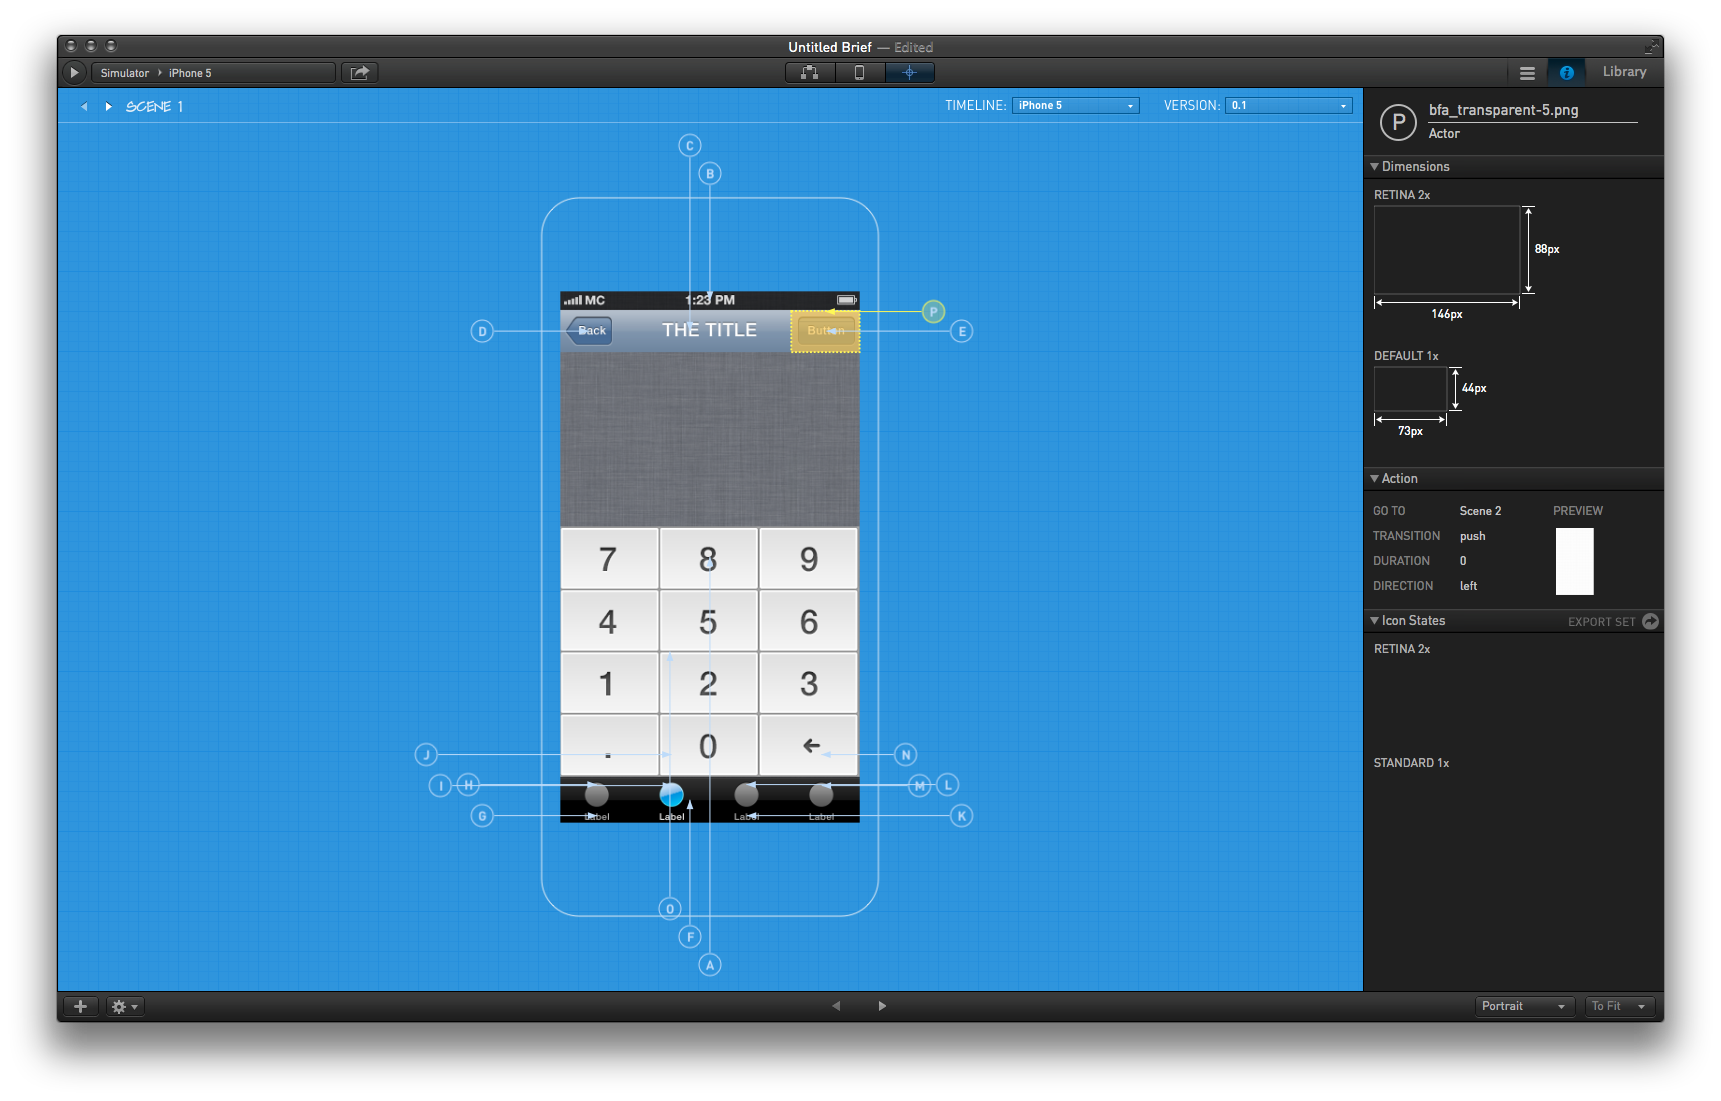 Untitled Brief — Edited
Simulator › iPhone 5
Library
SCENE 1
TIMELINE: iPhone 5
VERSION: 0.1
P
bfa_transparent-5.png
Actor
Dimensions
RETINA 2x
88px
146px
DEFAULT 1x
44px
73px
Action
GO TO Scene 2 PREVIEW
TRANSITION push
DURATION 0
DIRECTION left
Icon States EXPORT SET
RETINA 2x
STANDARD 1x
C
B
MC 1:23 PM
P
D Back THE TITLE Button E
7 8 9
4 5 6
1 2 3
J . 0 N
I H M L
G Label Label Label Label K
O
F
A
Portrait To Fit